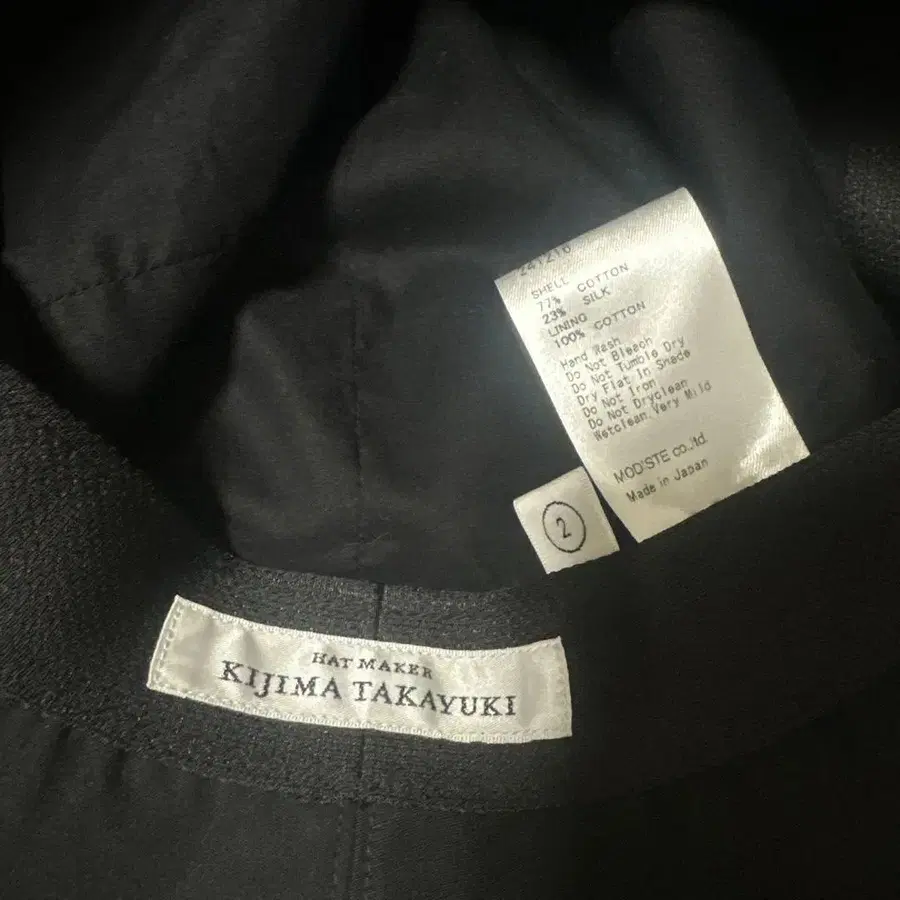 241216
SHELL
77% COTTON
23% SILK
LINING
100% COTTON
Hand Wash
Do Not Bleach
Do Not Tumble Dry
Dry Flat In Shade
Do Not Iron
Do Not Dryclean
Wetclean,Very Mild
MODISTE co.,ltd.
Made in Japan
2
HAT MAKER
KIJIMA TAKAYUKI